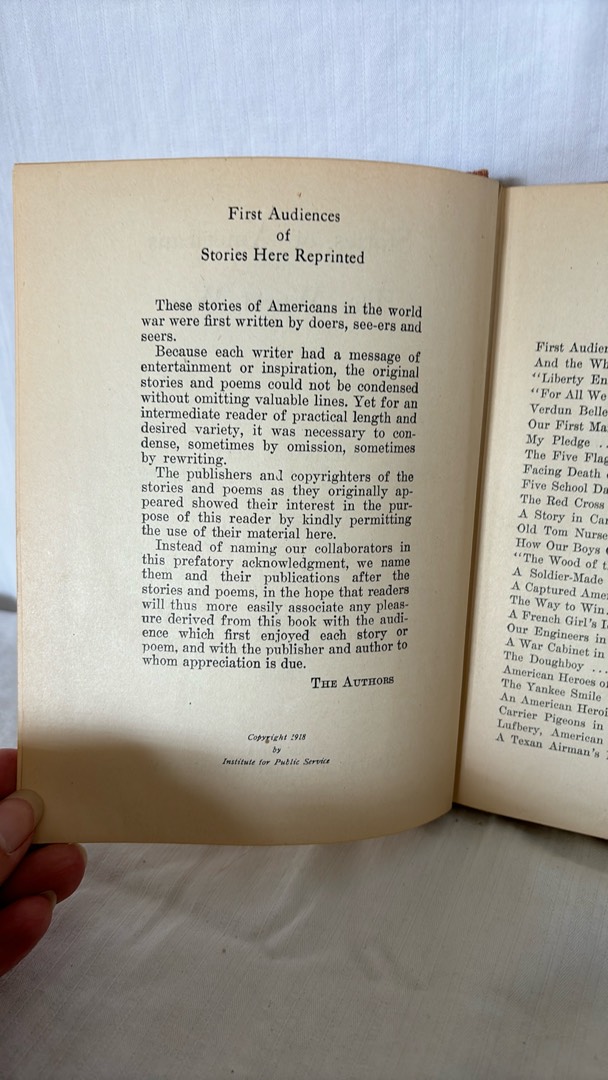 First Audiences
of
Stories Here Reprinted
These stories of Americans in the world
war were first written by doers, see-ers and
seers.
Because each writer had a message of
entertainment or inspiration, the original
stories and poems could not be condensed
without omitting valuable lines. Yet for an
intermediate reader of practical length and
desired variety, it was necessary to con-
dense, sometimes by omission, sometimes
by rewriting.
The publishers and copyrighters of the
stories and poems as they originally ap-
peared showed their interest in the pur-
pose of this reader by kindly permitting
the use of their material here.
Instead of naming our collaborators in
this prefatory acknowledgment, we name
them and their publications after the
stories and poems, in the hope that readers
will thus more easily associate any pleas-
ure derived from this book with the audi-
ence which first enjoyed each story or
poem, and with the publisher and author to
whom appreciation is due.
THE AUTHORS
Copyright 1918
by
Institute for Public Service
First Audien
And the Wh
"Liberty En
"For All We
Verdun Belle
Our First Ma
My Pledge ..
The Five Flag
Facing Death
Five School Da
The Red Cross
A Story in Ca
Old Tom Nurse
How Our Boys
"The Wood of t
A Soldier-Made
A Captured Ame
The Way to Win
A French Girl's I
Our Engineers in
A War Cabinet in
The Doughboy ...
American Heroes of
The Yankee Smile
An American Heroi
Carrier Pigeons in
Lufbery, American
A Texan Airman's